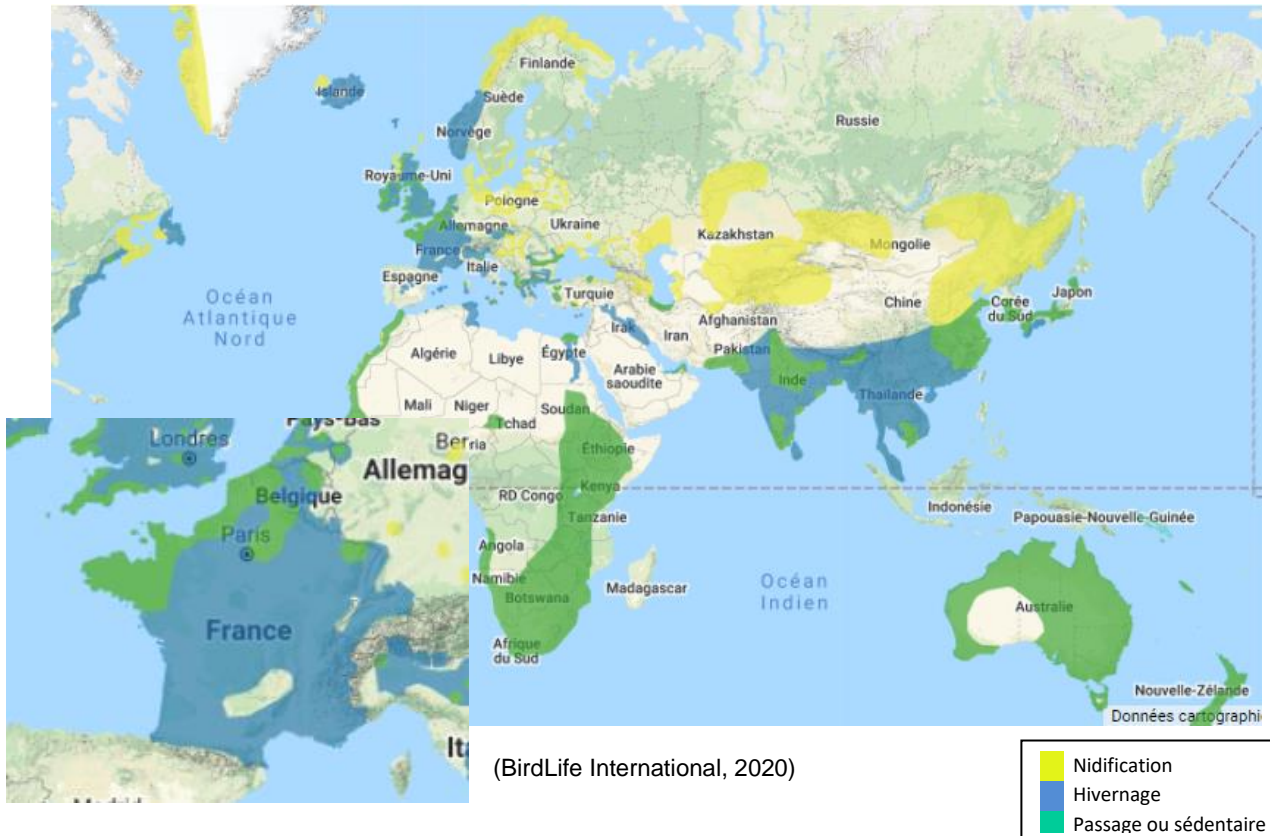 Finlande
Islande
Suède
Russie
Norvège
Royaume-Uni
Pologne
Allemagne
Ukraine
Kazakhstan
Mongolie
France
Italie
Espagne
Océan
Atlantique
Nord
Turquie
Chine
Corée
du Sud
Japon
Afghanistan
Irak
Iran
Algérie
Libye
Égypte
Pakistan
Arabie
saoudite
Inde
Thaïlande
Mali
Niger
Tchad
Soudan
Éthiopie
RD Congo
Kenya
Tanzanie
Indonésie
Papouasie-Nouvelle-Guinée
Angola
Namibie
Botswana
Madagascar
Océan
Indien
Australie
Afrique
du Sud
Nouvelle-Zélande
Données cartographi
Pays-Bas
Londres
Ber
ria
Allemag
Belgique
Paris
France
It
(BirdLife International, 2020)
Nidification
Hivernage
Passage ou sédentaire